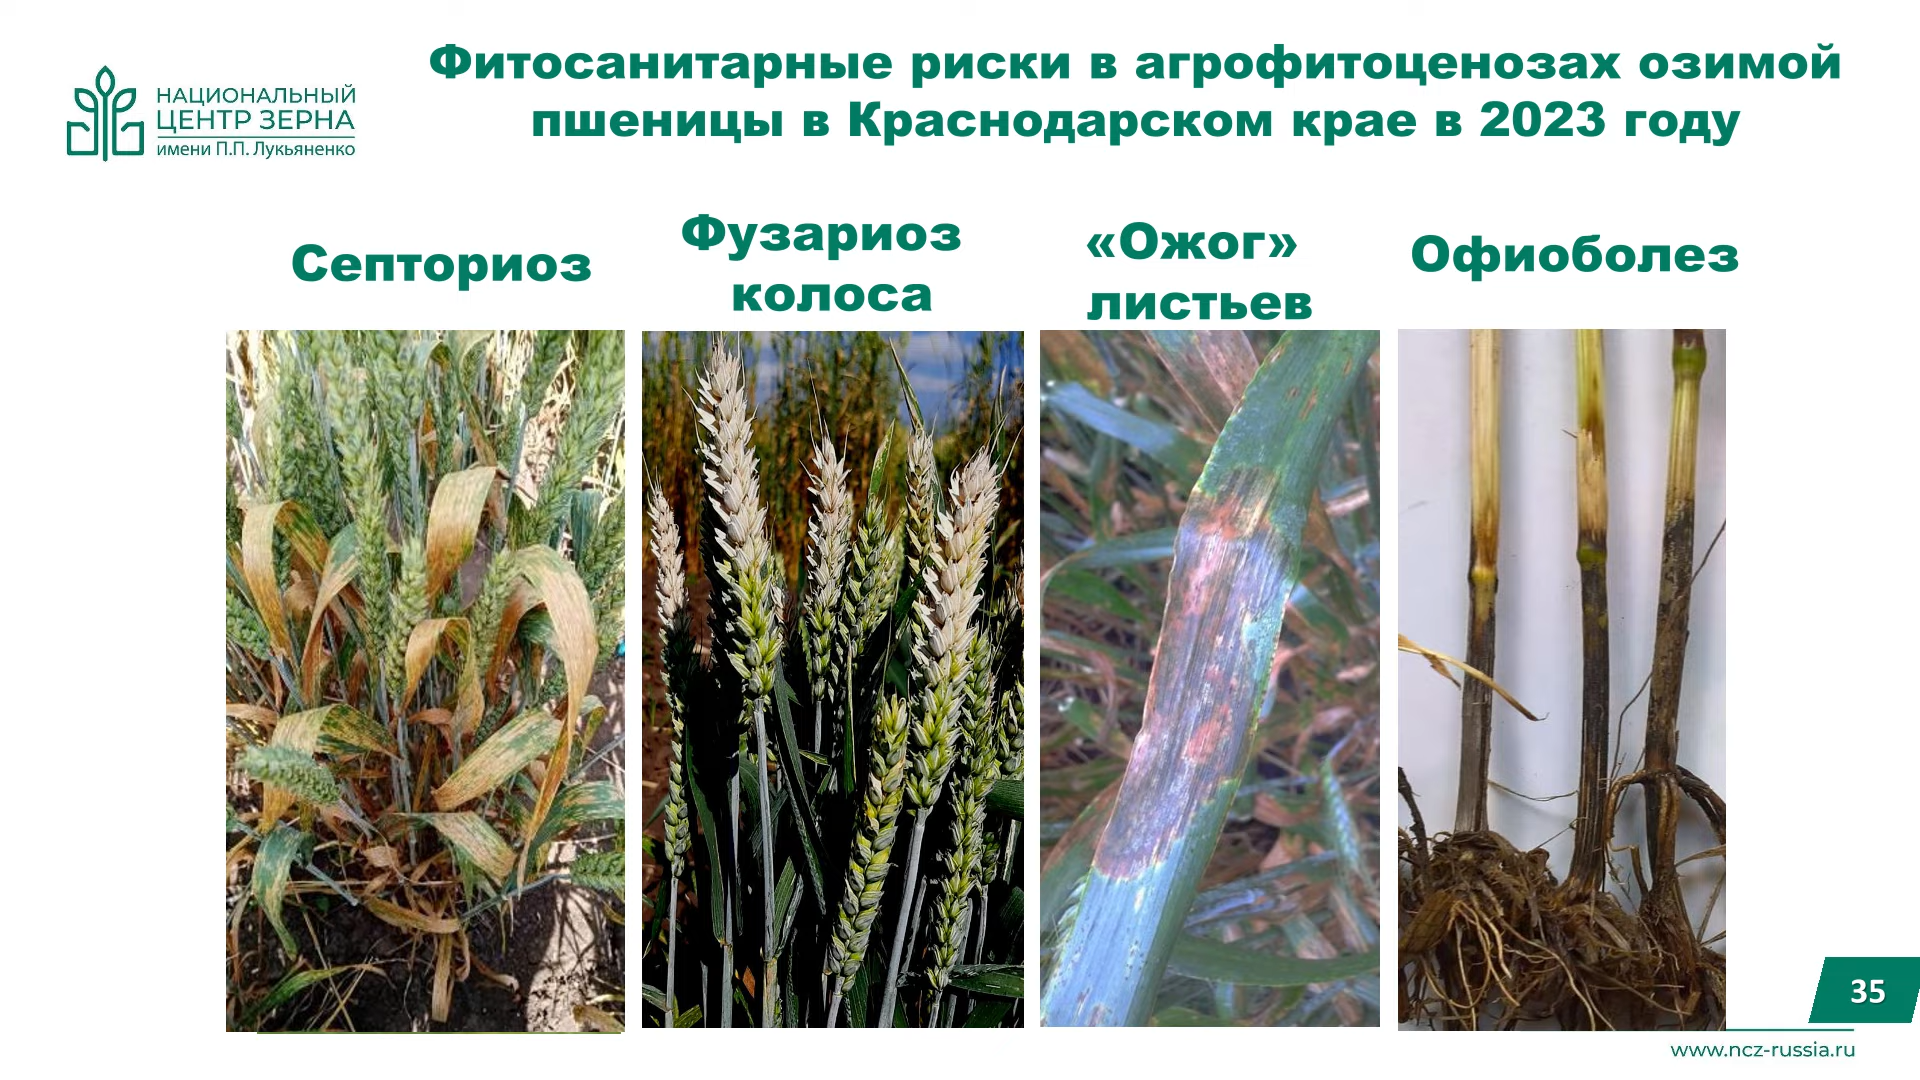 НАЦИОНАЛЬНЫЙ
ЦЕНТР ЗЕРНА
имени П.П. Лукьяненко
Фитосанитарные риски в агрофитоценозах озимой
пшеницы в Краснодарском крае в 2023 году
Септориоз
Фузариоз
колоса
«Ожог»
листьев
Офиоболез
35
www.ncz-russia.ru